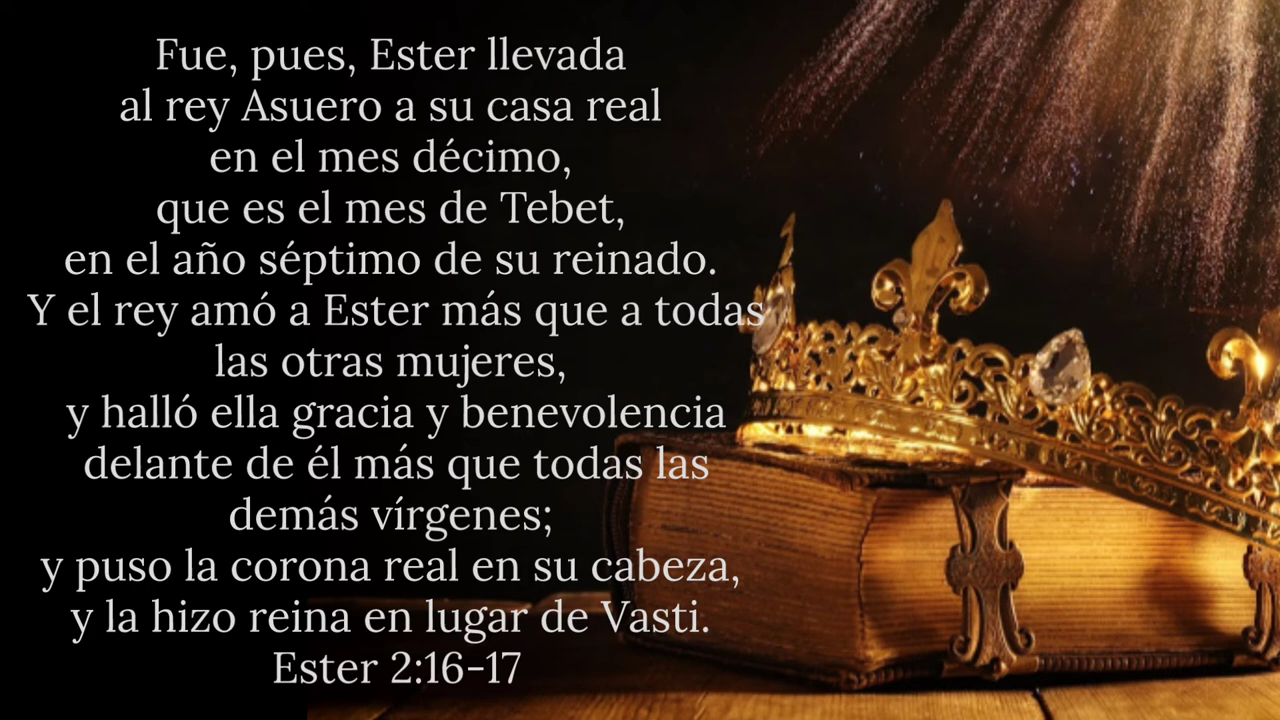 Fue, pues, Ester llevada
al rey Asuero a su casa real
en el mes décimo,
que es el mes de Tebet,
en el año séptimo de su reinado.
Y el rey amó a Ester más que a todas
las otras mujeres,
y halló ella gracia y benevolencia
delante de él más que todas las
demás vírgenes;
y puso la corona real en su cabeza,
y la hizo reina en lugar de Vasti.
Ester 2:16-17